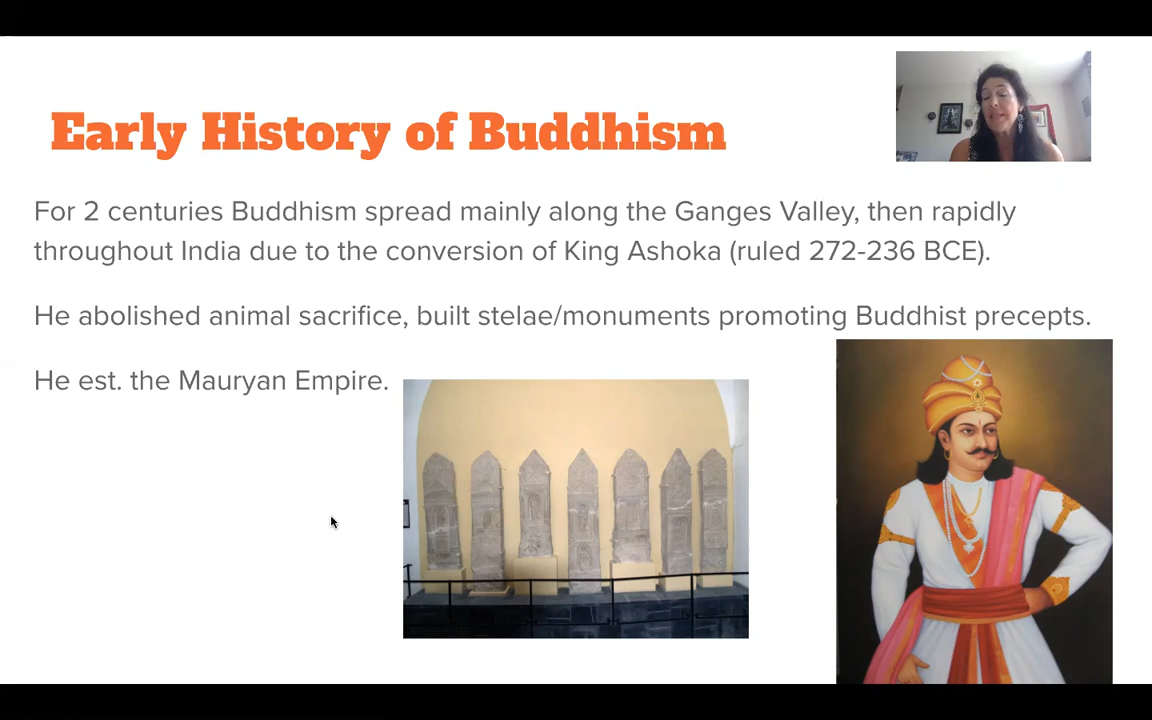 Early History of Buddhism
For 2 centuries Buddhism spread mainly along the Ganges Valley, then rapidly
throughout India due to the conversion of King Ashoka (ruled 272-236 BCE).
He abolished animal sacrifice, built stelae/monuments promoting Buddhist precepts.
He est. the Mauryan Empire.